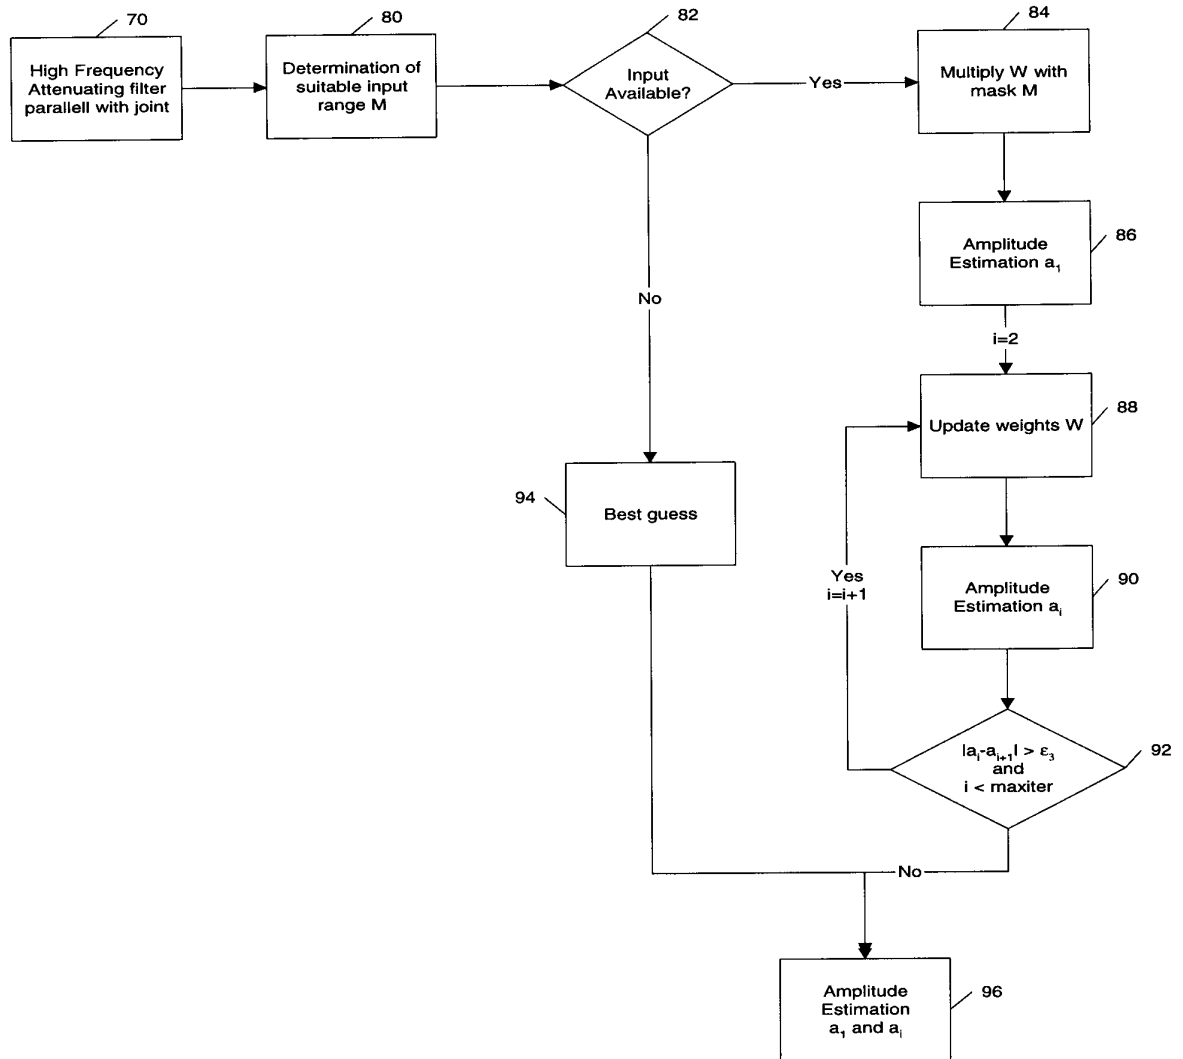 70
High Frequency
Attenuating filter
parallell with joint
80
Determination of
suitable input
range M
82
Input
Available?
Yes
84
Multiply W with
mask M
86
Amplitude
Estimation a₁
i=2
No
88
Update weights W
94
Best guess
90
Amplitude
Estimation aᵢ
Yes
i=i+1
92
|aᵢ-aᵢ₊₁| > ε₃
and
i < maxiter
No
96
Amplitude
Estimation
a₁ and aᵢ